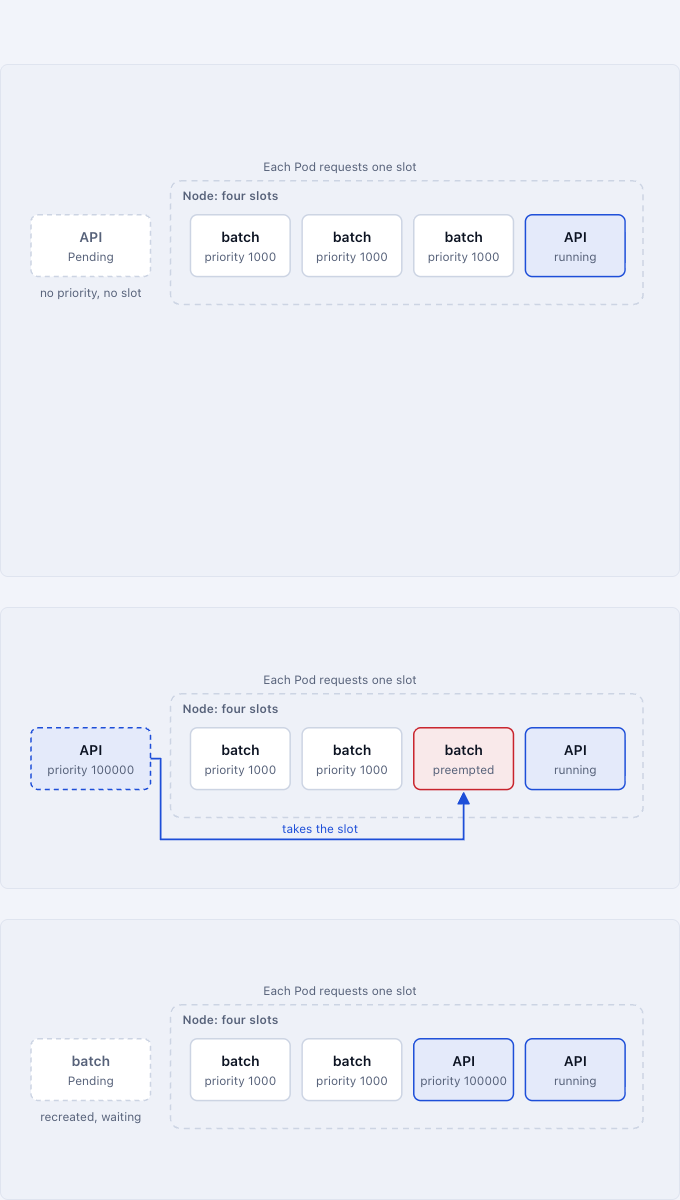 Each Pod requests one slot
Node: four slots
API
Pending
no priority, no slot
batch
priority 1000
batch
priority 1000
batch
priority 1000
API
running
Each Pod requests one slot
Node: four slots
API
priority 100000
batch
priority 1000
batch
priority 1000
batch
preempted
API
running
takes the slot
Each Pod requests one slot
Node: four slots
batch
Pending
recreated, waiting
batch
priority 1000
batch
priority 1000
API
priority 100000
API
running